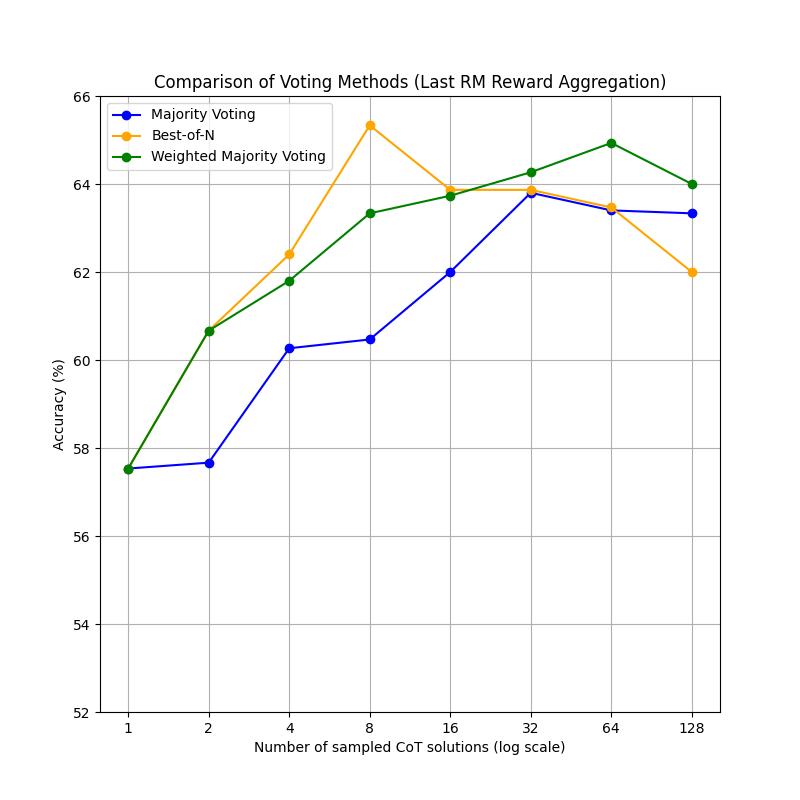 Comparison of Voting Methods (Last RM Reward Aggregation)
66
Majority Voting
Best-of-N
Weighted Majority Voting
64
62
60
58
56
54
52
Accuracy (%)
1 2 4 8 16 32 64 128
Number of sampled CoT solutions (log scale)